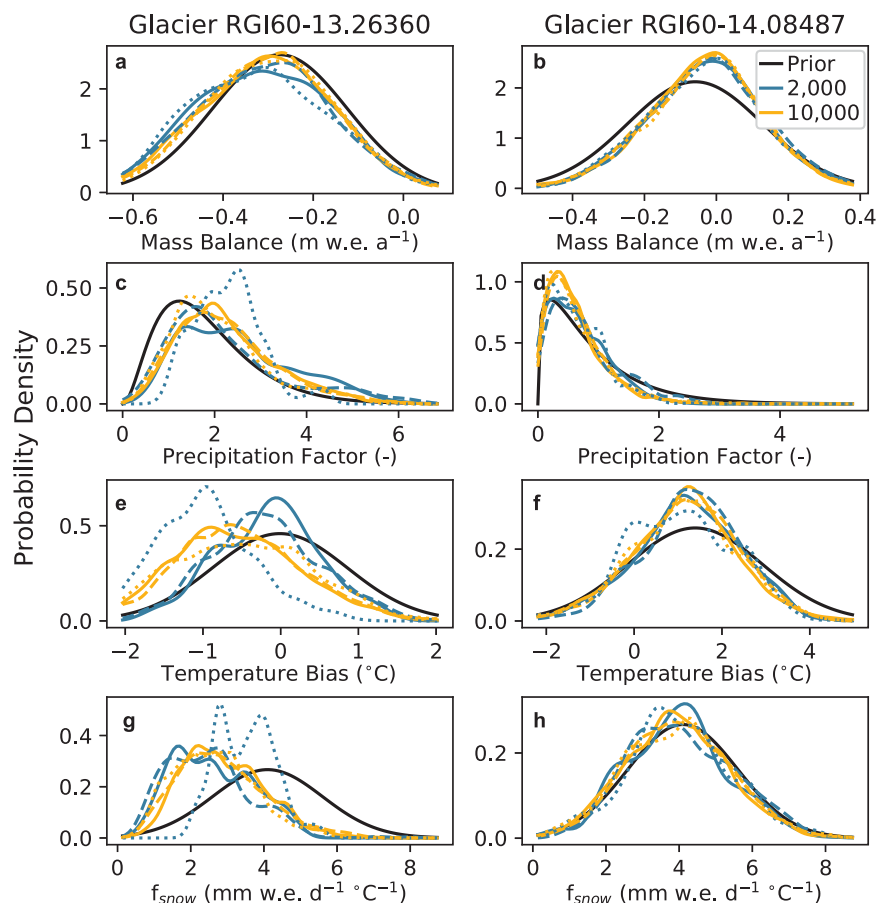 Glacier RGI60-13.26360 Glacier RGI60-14.08487
a b
Prior
2,000
10,000
2
1
0
2
1
0
−0.6 −0.4 −0.2 0.0
−0.4 −0.2 0.0 0.2 0.4
Mass Balance (m w.e. a⁻¹) Mass Balance (m w.e. a⁻¹)
Probability Density
c d
0.50
0.25
0.00
1.0
0.5
0.0
0 2 4 6
0 2 4
Precipitation Factor (-) Precipitation Factor (-)
e f
0.5
0.0
0.2
0.0
−2 −1 0 1 2
−2 0 2 4
Temperature Bias (°C) Temperature Bias (°C)
g h
0.4
0.2
0.0
0.2
0.0
0 2 4 6 8
0 2 4 6 8
fsnow (mm w.e. d⁻¹ °C⁻¹) fsnow (mm w.e. d⁻¹ °C⁻¹)